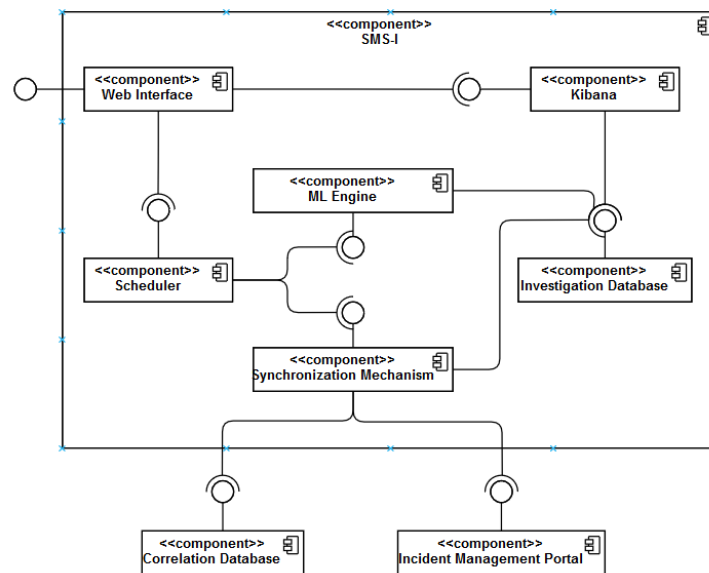 <<component>>
SMS-I
<<component>>
Web Interface
<<component>>
Kibana
<<component>>
ML Engine
<<component>>
Scheduler
<<component>>
Investigation Database
<<component>>
Synchronization Mechanism
<<component>>
Correlation Database
<<component>>
Incident Management Portal